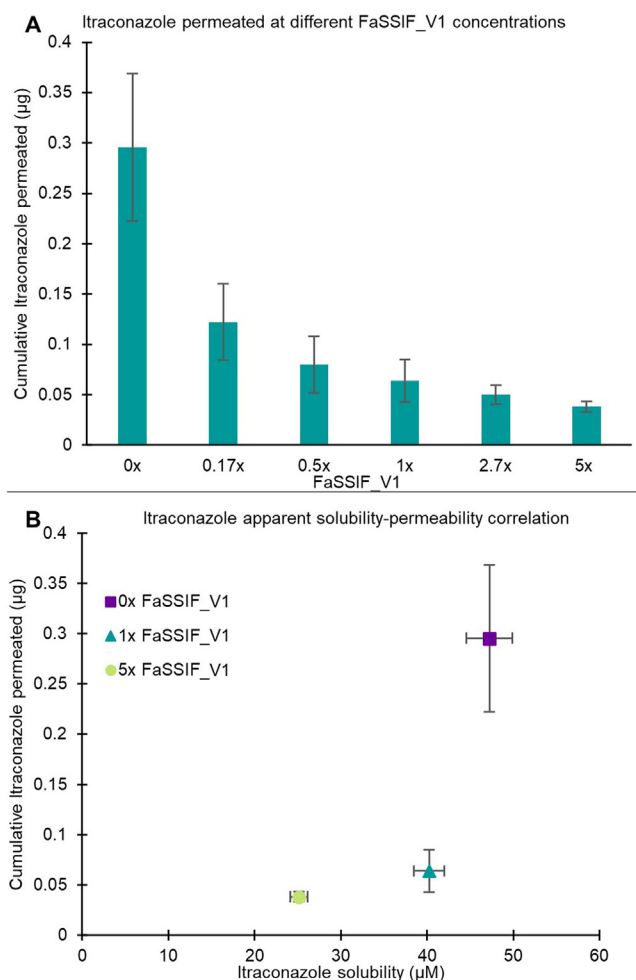 A
Itraconazole permeated at different FaSSIF_V1 concentrations
Cumulative Itraconazole permeated (µg)
0.4
0.35
0.3
0.25
0.2
0.15
0.1
0.05
0
0x 0.17x 0.5x 1x 2.7x 5x
FaSSIF_V1
B
Itraconazole apparent solubility-permeability correlation
Cumulative Itraconazole permeated (µg)
0.4
0.35
0.3
0.25
0.2
0.15
0.1
0.05
0
0x FaSSIF_V1
1x FaSSIF_V1
5x FaSSIF_V1
0 10 20 30 40 50 60
Itraconazole solubility (µM)